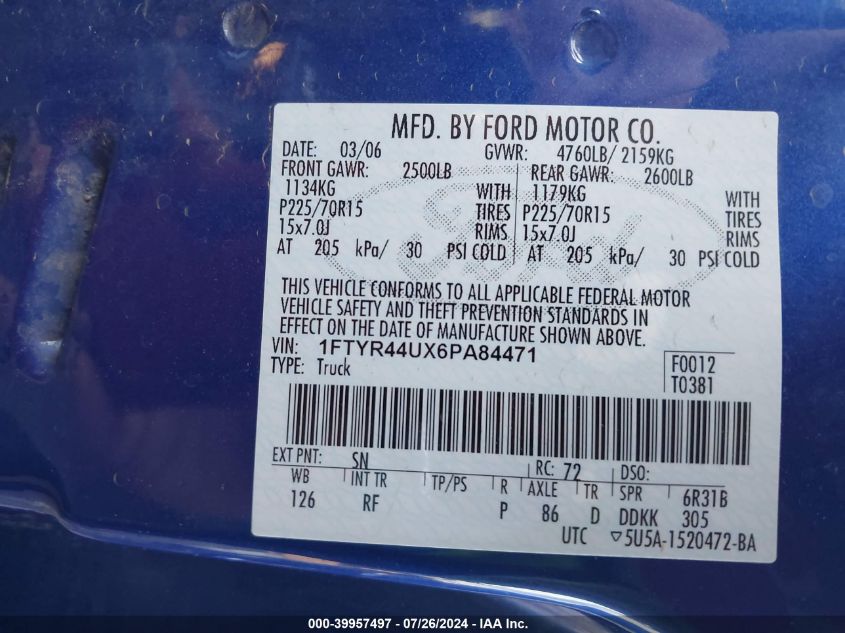 MFD. BY FORD MOTOR CO.
DATE: 03/06 GVWR: 4760LB/ 2159KG
FRONT GAWR: 2500LB REAR GAWR: 2600LB
1134KG WITH 1179KG WITH
P225/70R15 TIRES P225/70R15 TIRES
15x7.0J RIMS 15x7.0J RIMS
AT 205 kPa/ 30 PSI COLD AT 205 kPa/ 30 PSI COLD
THIS VEHICLE CONFORMS TO ALL APPLICABLE FEDERAL MOTOR
VEHICLE SAFETY AND THEFT PREVENTION STANDARDS IN
EFFECT ON THE DATE OF MANUFACTURE SHOWN ABOVE.
VIN: 1FTYR44UX6PA84471 F0012
TYPE: Truck T0381
EXT PNT: SN RC: 72 DSO:
WB INT TR TP/PS R AXLE TR SPR 6R31B
126 RF P 86 D DDKK 305
UTC ▽5U5A-1520472-BA
000-39957497 - 07/26/2024 - IAA Inc.